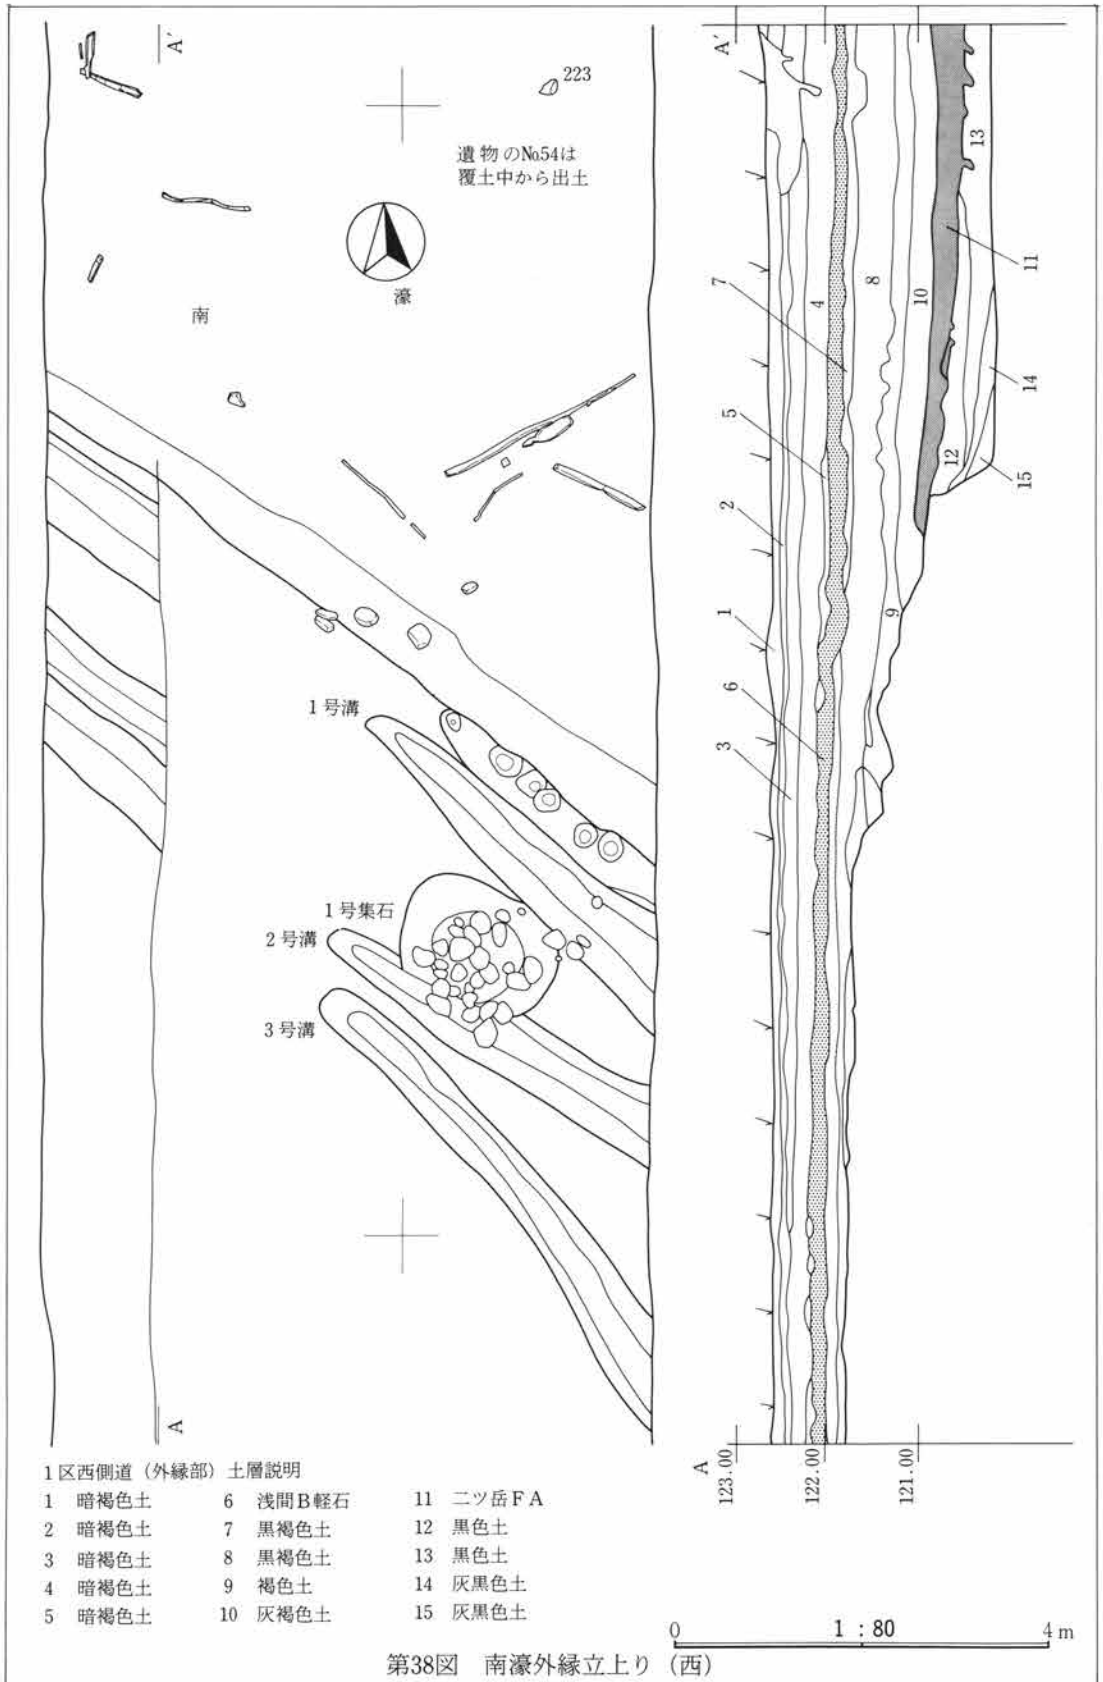 A'
223
遺物のNo.54は
覆土中から出土
南
濠
1号溝
1号集石
2号溝
3号溝
A
A'
13
11
7
4
8
10
14
5
12
15
2
1
9
6
3
A
123.00
122.00
121.00
1区西側道（外縁部）土層説明
1 暗褐色土
2 暗褐色土
3 暗褐色土
4 暗褐色土
5 暗褐色土
6 浅間B軽石
7 黒褐色土
8 黒褐色土
9 褐色土
10 灰褐色土
11 二ツ岳FA
12 黒色土
13 黒色土
14 灰黒色土
15 灰黒色土
0 1：80 4m
第38図 南濠外縁立上り（西）